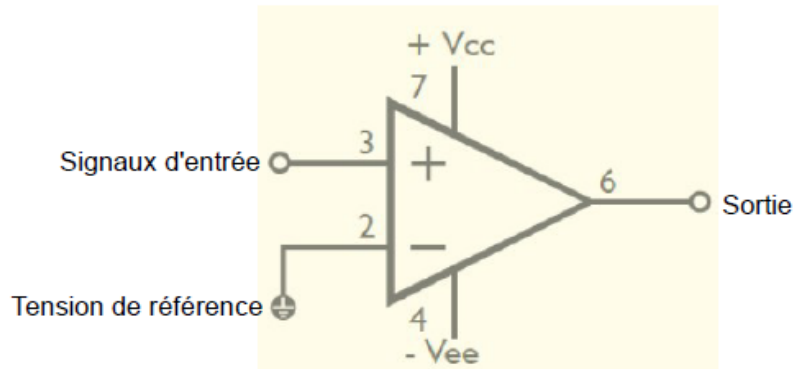 + Vcc
7
3
Signaux d'entrée
+
6
Sortie
2
−
Tension de référence
4
- Vee